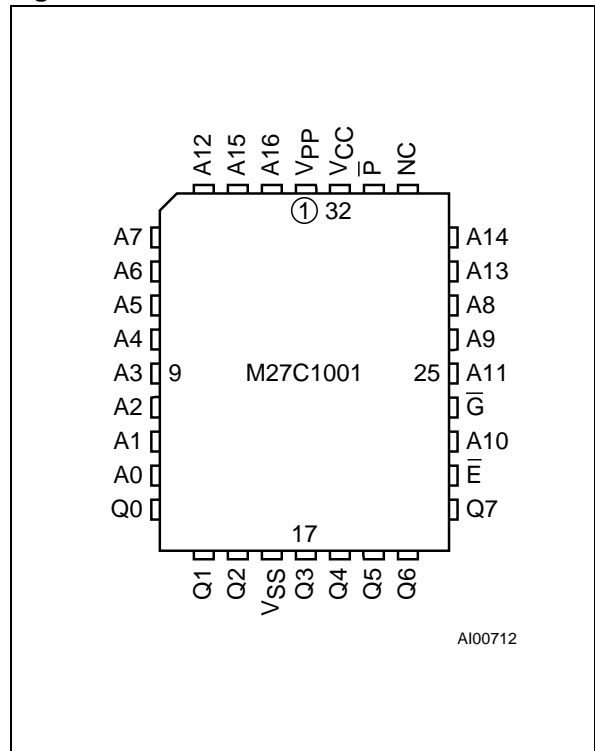 A12 A15 A16 VPP VCC P̅ NC
① 32
A7 A14
A6 A13
A5 A8
A4 A9
A3 9 M27C1001 25 A11
A2 G̅
A1 A10
A0 E̅
Q0 Q7
17
Q1 Q2 VSS Q3 Q4 Q5 Q6
AI00712